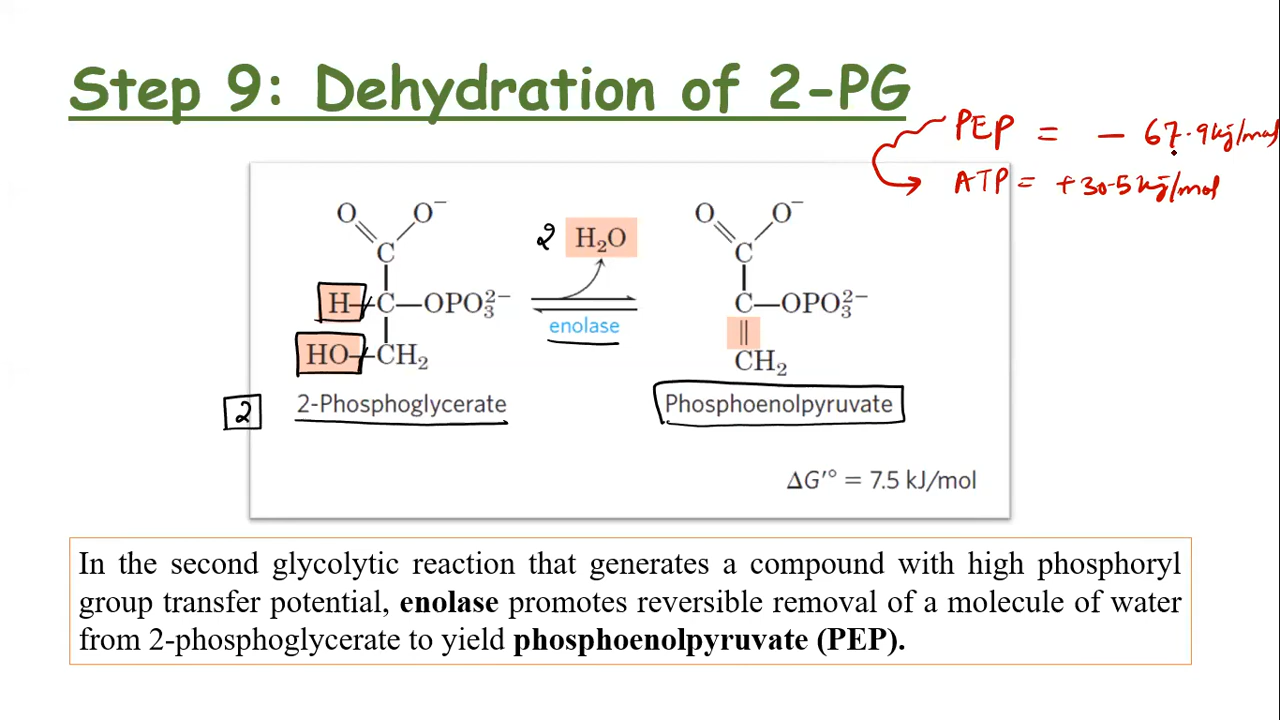 Step 9: Dehydration of 2-PG
PEP = - 67.9 kj/mol
ATP = +30.5 kj/mol
O O⁻ 2 H₂O O O⁻
C C
H-C-OPO₃²⁻ C-OPO₃²⁻
enolase ||
HO-CH₂ CH₂
2 2-Phosphoglycerate Phosphoenolpyruvate
ΔG′° = 7.5 kJ/mol
In the second glycolytic reaction that generates a compound with high phosphoryl
group transfer potential, enolase promotes reversible removal of a molecule of water
from 2-phosphoglycerate to yield phosphoenolpyruvate (PEP).